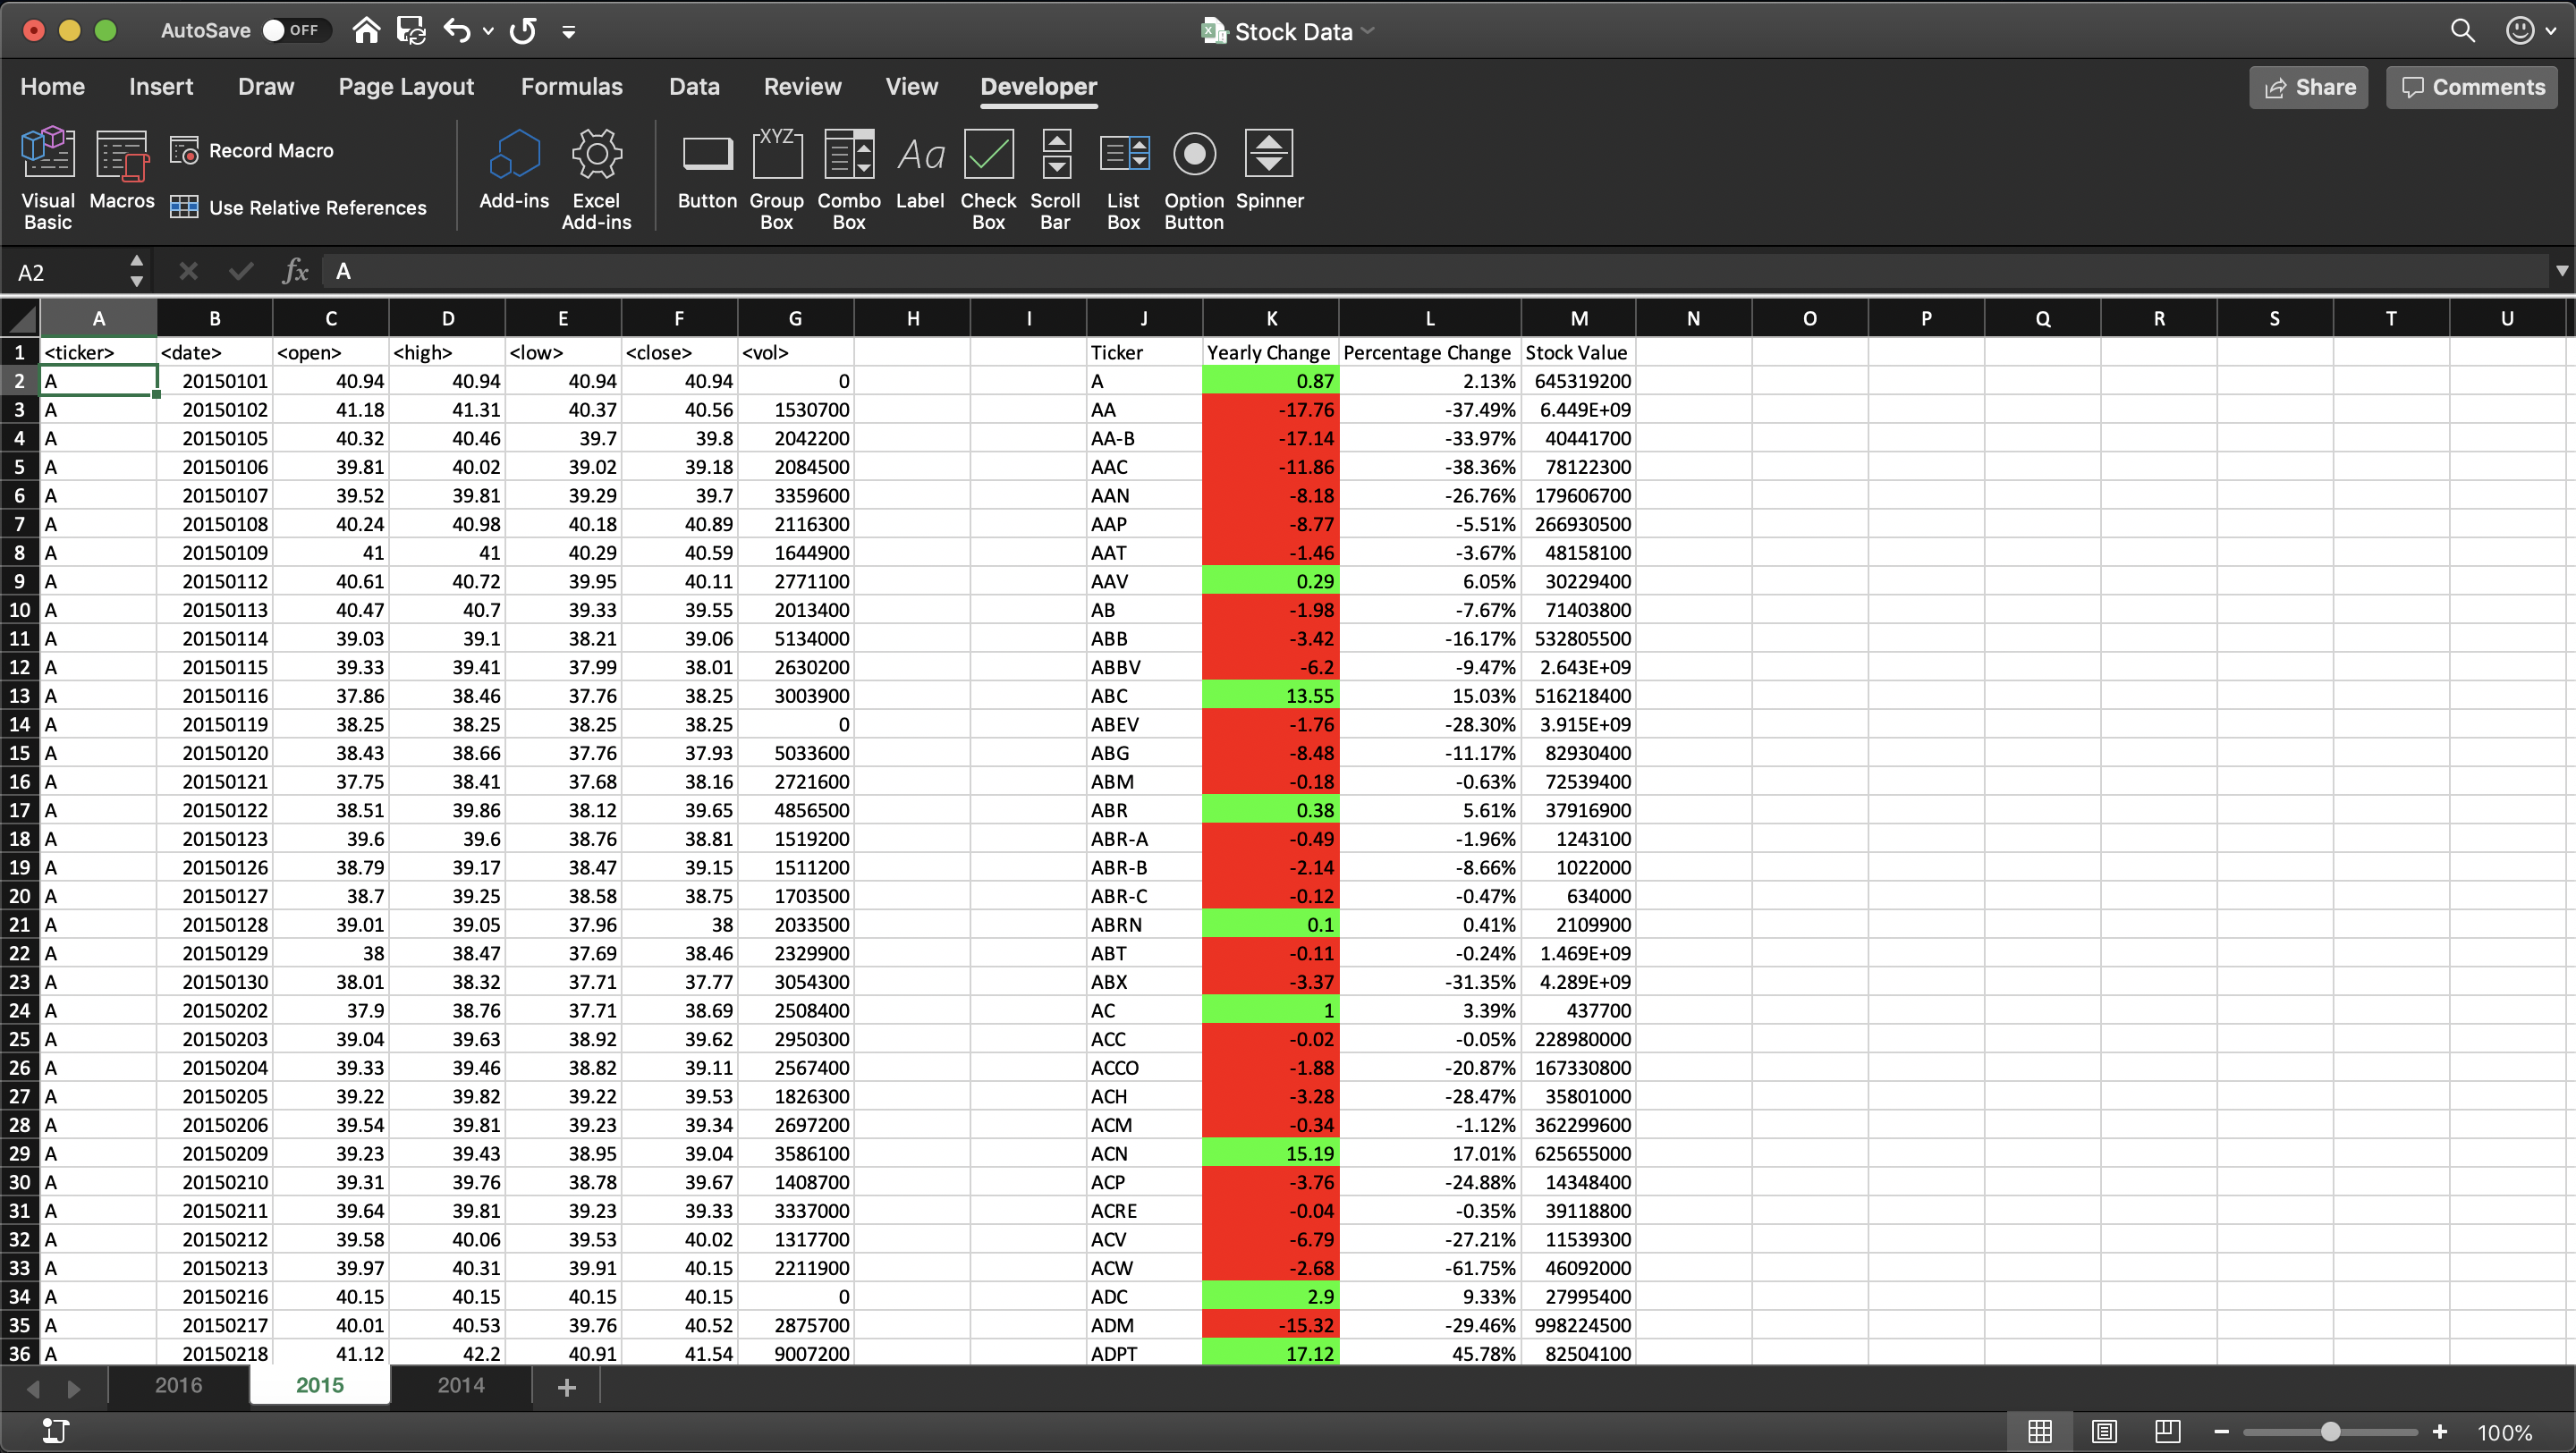 AutoSave OFF Stock Data
Home Insert Draw Page Layout Formulas Data Review View Developer Share Comments
Visual Basic Macros Record Macro Use Relative References Add-ins Excel Add-ins XYZ Button Group Box Combo Box Aa Label Check Box Scroll Bar List Box Option Button Spinner
A2 fx A
A B C D E F G H I J K L M N O P Q R S T U
1 <ticker> <date> <open> <high> <low> <close> <vol> Ticker Yearly Change Percentage Change Stock Value
2 A 20150101 40.94 40.94 40.94 40.94 0 A 0.87 2.13% 645319200
3 A 20150102 41.18 41.31 40.37 40.56 1530700 AA -17.76 -37.49% 6.449E+09
4 A 20150105 40.32 40.46 39.7 39.8 2042200 AA-B -17.14 -33.97% 40441700
5 A 20150106 39.81 40.02 39.02 39.18 2084500 AAC -11.86 -38.36% 78122300
6 A 20150107 39.52 39.81 39.29 39.7 3359600 AAN -8.18 -26.76% 179606700
7 A 20150108 40.24 40.98 40.18 40.89 2116300 AAP -8.77 -5.51% 266930500
8 A 20150109 41 41 40.29 40.59 1644900 AAT -1.46 -3.67% 48158100
9 A 20150112 40.61 40.72 39.95 40.11 2771100 AAV 0.29 6.05% 30229400
10 A 20150113 40.47 40.7 39.33 39.55 2013400 AB -1.98 -7.67% 71403800
11 A 20150114 39.03 39.1 38.21 39.06 5134000 ABB -3.42 -16.17% 532805500
12 A 20150115 39.33 39.41 37.99 38.01 2630200 ABBV -6.2 -9.47% 2.643E+09
13 A 20150116 37.86 38.46 37.76 38.25 3003900 ABC 13.55 15.03% 516218400
14 A 20150119 38.25 38.25 38.25 38.25 0 ABEV -1.76 -28.30% 3.915E+09
15 A 20150120 38.43 38.66 37.76 37.93 5033600 ABG -8.48 -11.17% 82930400
16 A 20150121 37.75 38.41 37.68 38.16 2721600 ABM -0.18 -0.63% 72539400
17 A 20150122 38.51 39.86 38.12 39.65 4856500 ABR 0.38 5.61% 37916900
18 A 20150123 39.6 39.6 38.76 38.81 1519200 ABR-A -0.49 -1.96% 1243100
19 A 20150126 38.79 39.17 38.47 39.15 1511200 ABR-B -2.14 -8.66% 1022000
20 A 20150127 38.7 39.25 38.58 38.75 1703500 ABR-C -0.12 -0.47% 634000
21 A 20150128 39.01 39.05 37.96 38 2033500 ABRN 0.1 0.41% 2109900
22 A 20150129 38 38.47 37.69 38.46 2329900 ABT -0.11 -0.24% 1.469E+09
23 A 20150130 38.01 38.32 37.71 37.77 3054300 ABX -3.37 -31.35% 4.289E+09
24 A 20150202 37.9 38.76 37.71 38.69 2508400 AC 1 3.39% 437700
25 A 20150203 39.04 39.63 38.92 39.62 2950300 ACC -0.02 -0.05% 228980000
26 A 20150204 39.33 39.46 38.82 39.11 2567400 ACCO -1.88 -20.87% 167330800
27 A 20150205 39.22 39.82 39.22 39.53 1826300 ACH -3.28 -28.47% 35801000
28 A 20150206 39.54 39.81 39.23 39.34 2697200 ACM -0.34 -1.12% 362299600
29 A 20150209 39.23 39.43 38.95 39.04 3586100 ACN 15.19 17.01% 625655000
30 A 20150210 39.31 39.76 38.78 39.67 1408700 ACP -3.76 -24.88% 14348400
31 A 20150211 39.64 39.81 39.23 39.33 3337000 ACRE -0.04 -0.35% 39118800
32 A 20150212 39.58 40.06 39.53 40.02 1317700 ACV -6.79 -27.21% 11539300
33 A 20150213 39.97 40.31 39.91 40.15 2211900 ACW -2.68 -61.75% 46092000
34 A 20150216 40.15 40.15 40.15 40.15 0 ADC 2.9 9.33% 27995400
35 A 20150217 40.01 40.53 39.76 40.52 2875700 ADM -15.32 -29.46% 998224500
36 A 20150218 41.12 42.2 40.91 41.54 9007200 ADPT 17.12 45.78% 82504100
2016 2015 2014
100%